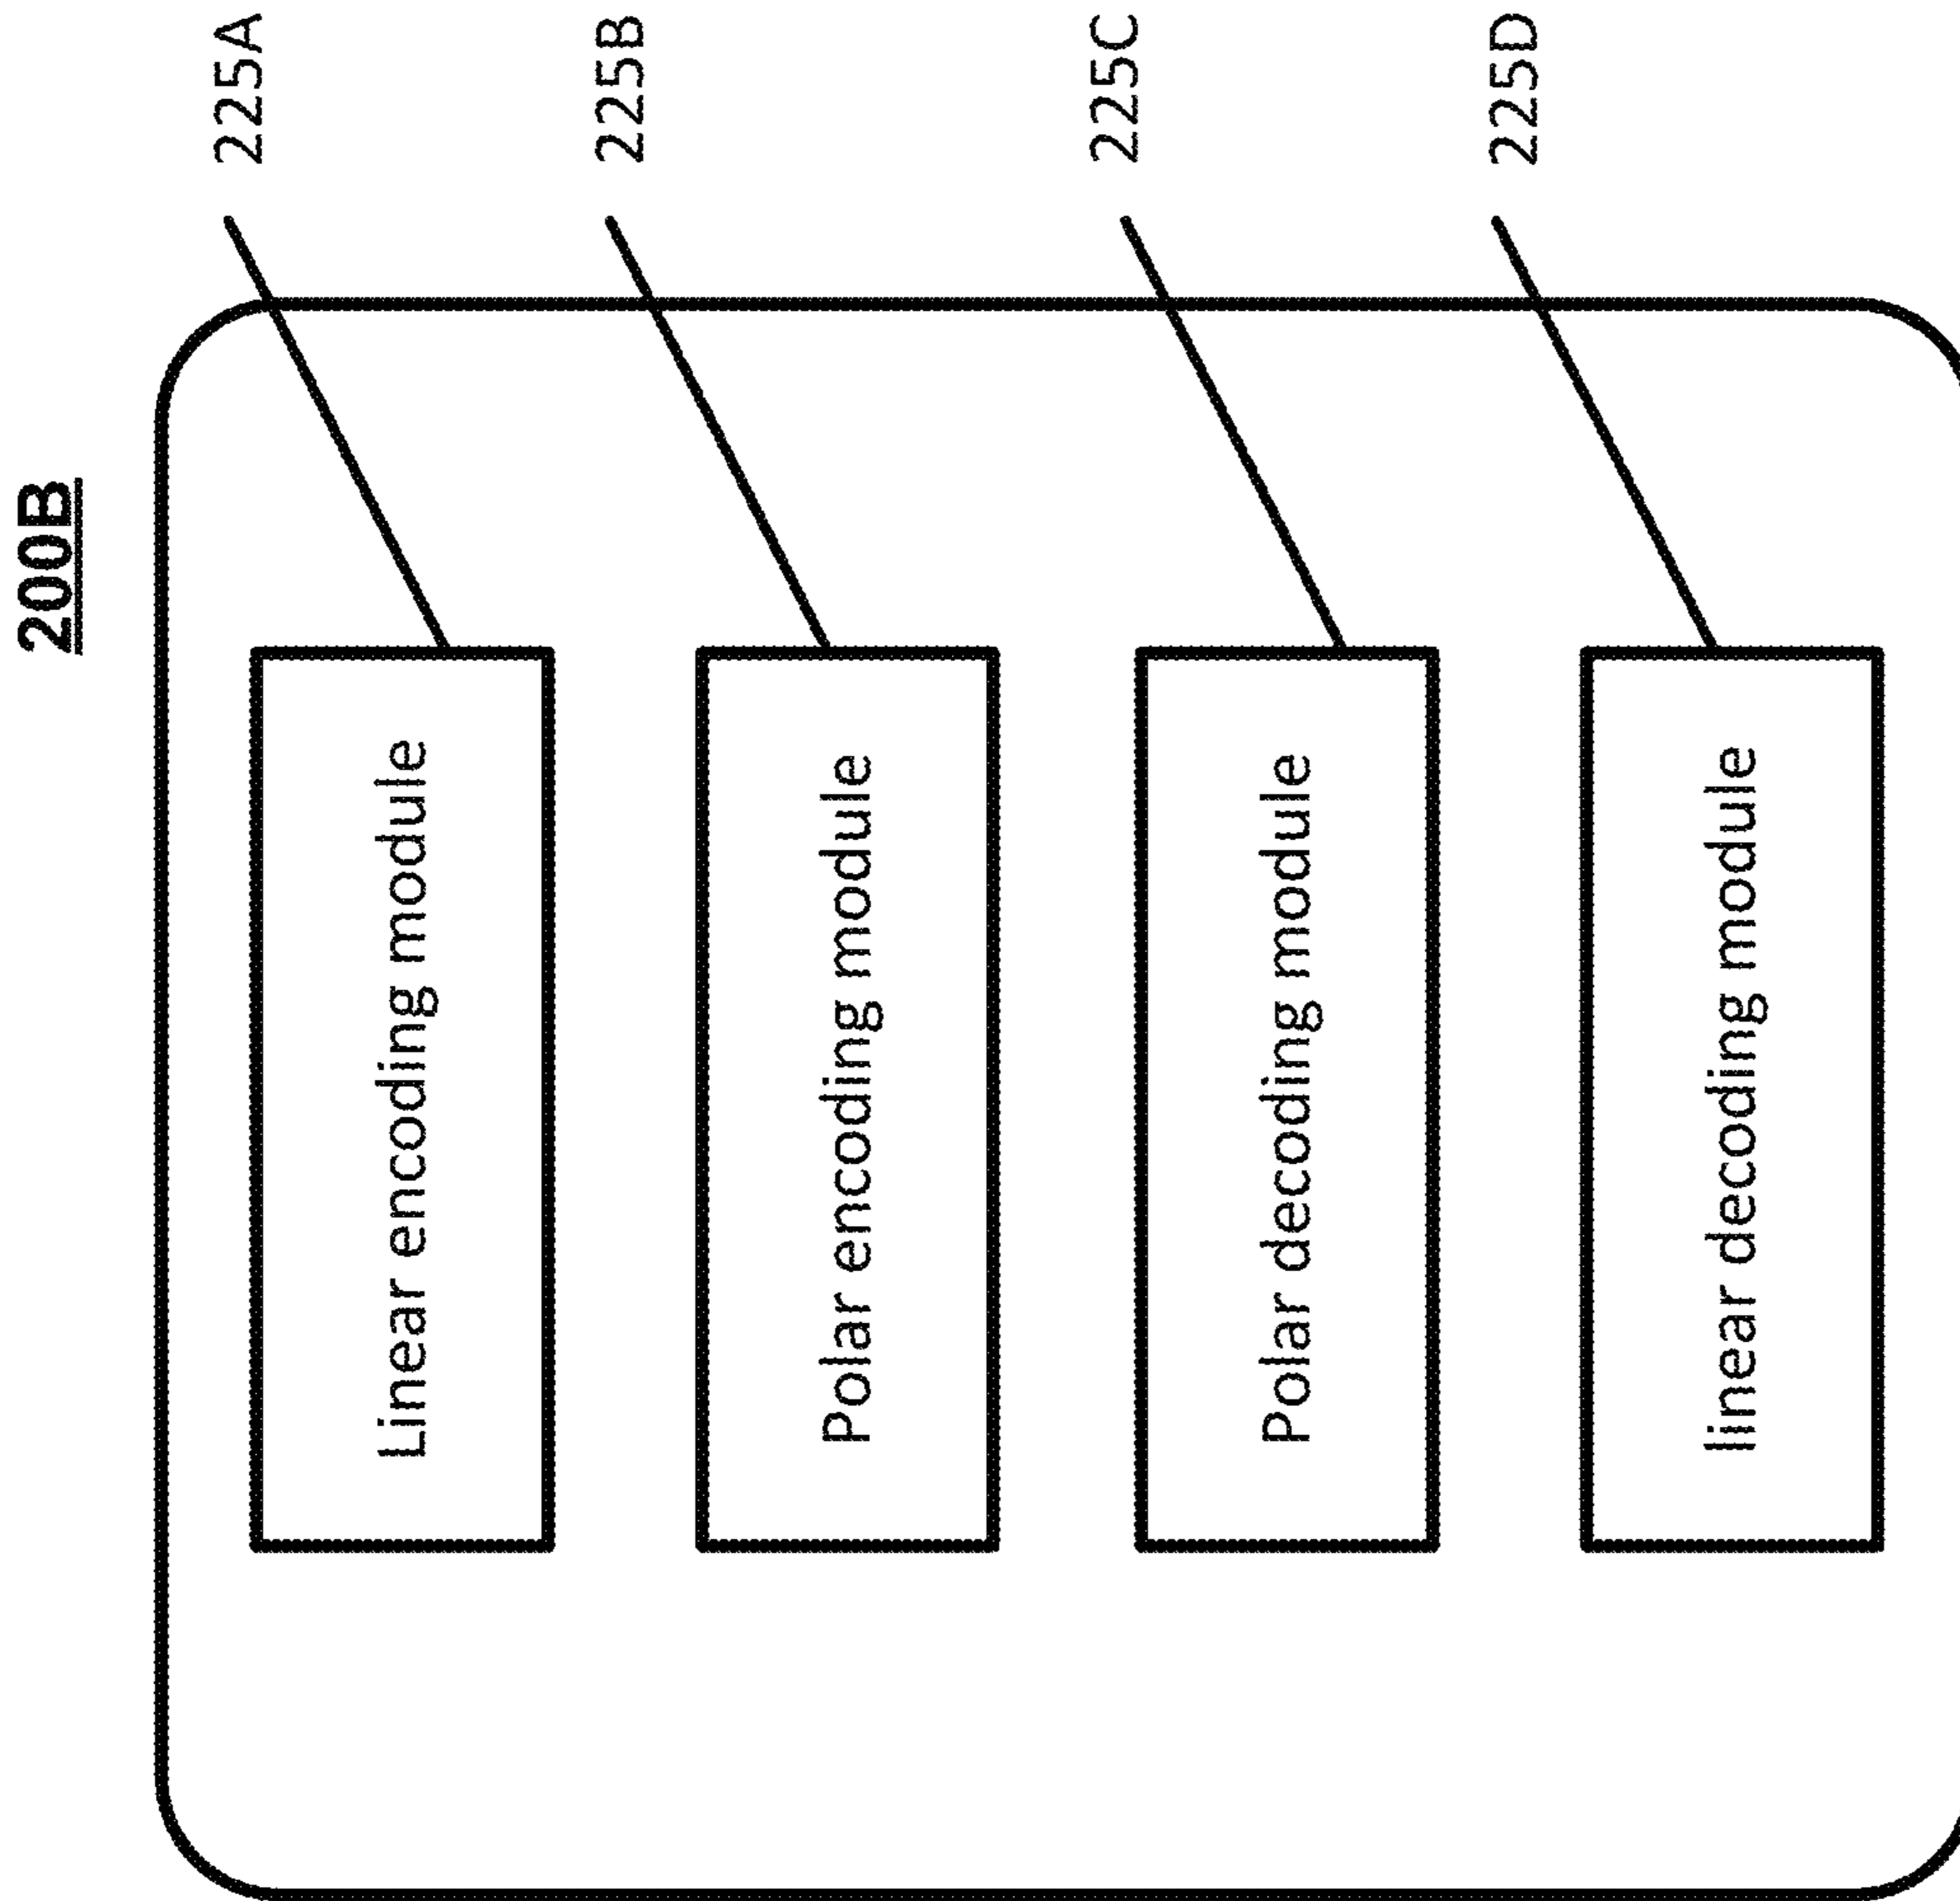 200B
Linear encoding module
225A
Polar encoding module
225B
Polar decoding module
225C
linear decoding module
225D